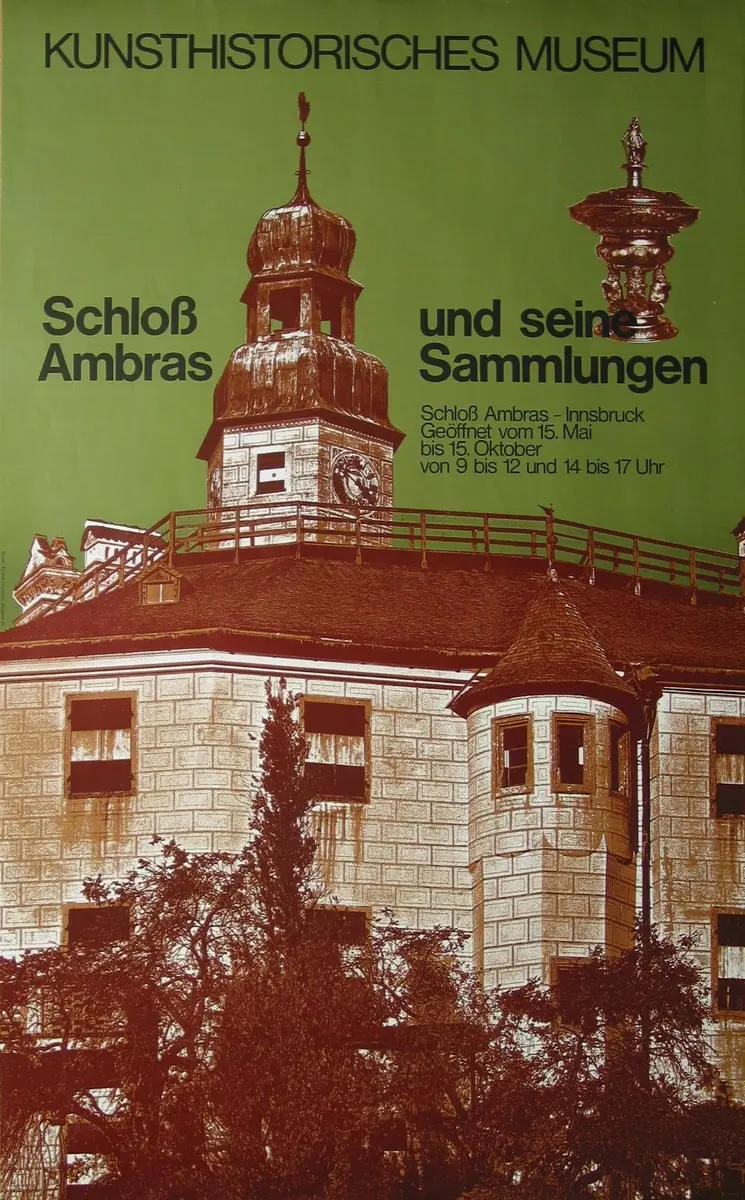 KUNSTHISTORISCHES MUSEUM
Schloß
Ambras
und seine
Sammlungen
Schloß Ambras – Innsbruck
Geöffnet vom 15. Mai
bis 15. Oktober
von 9 bis 12 und 14 bis 17 Uhr